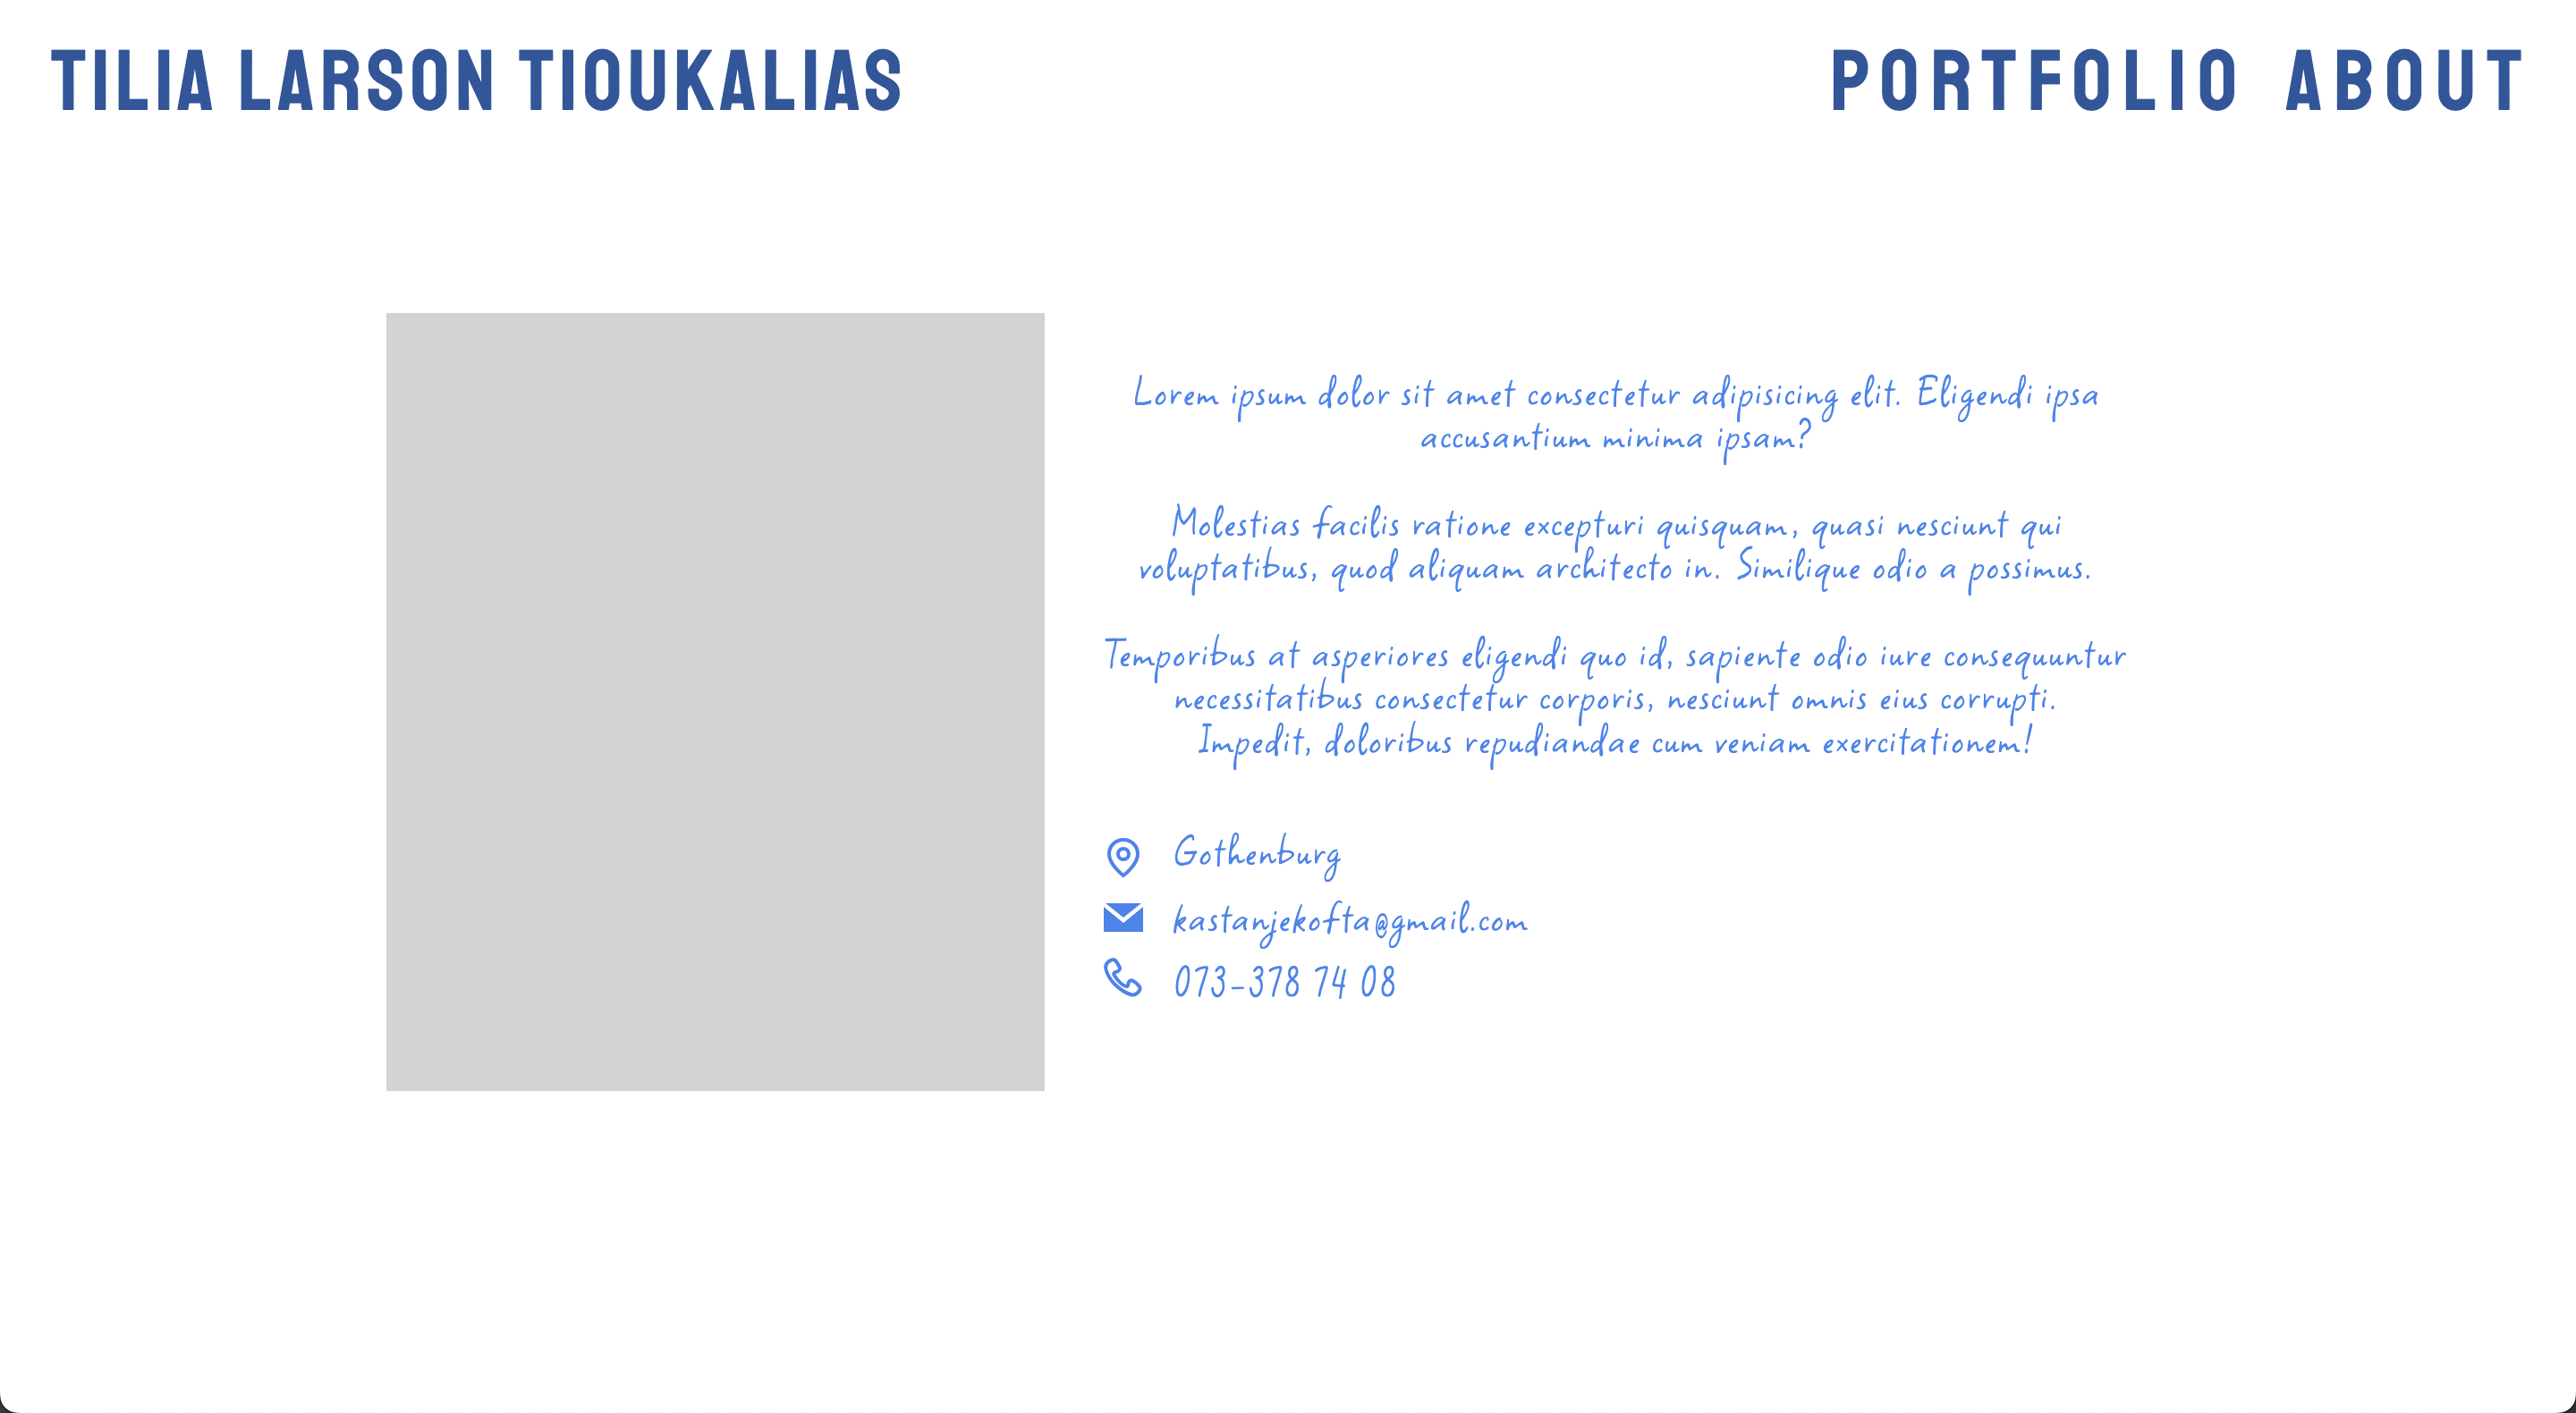 TILIA LARSON TIOUKALIAS
PORTFOLIO ABOUT
Lorem ipsum dolor sit amet consectetur adipisicing elit. Eligendi ipsa
accusantium minima ipsam?
Molestias facilis ratione excepturi quisquam, quasi nesciunt qui
voluptatibus, quod aliquam architecto in. Similique odio a possimus.
Temporibus at asperiores eligendi quo id, sapiente odio iure consequuntur
necessitatibus consectetur corporis, nesciunt omnis eius corrupti.
Impedit, doloribus repudiandae cum veniam exercitationem!
Gothenburg
kastanjekofta@gmail.com
073-378 74 08